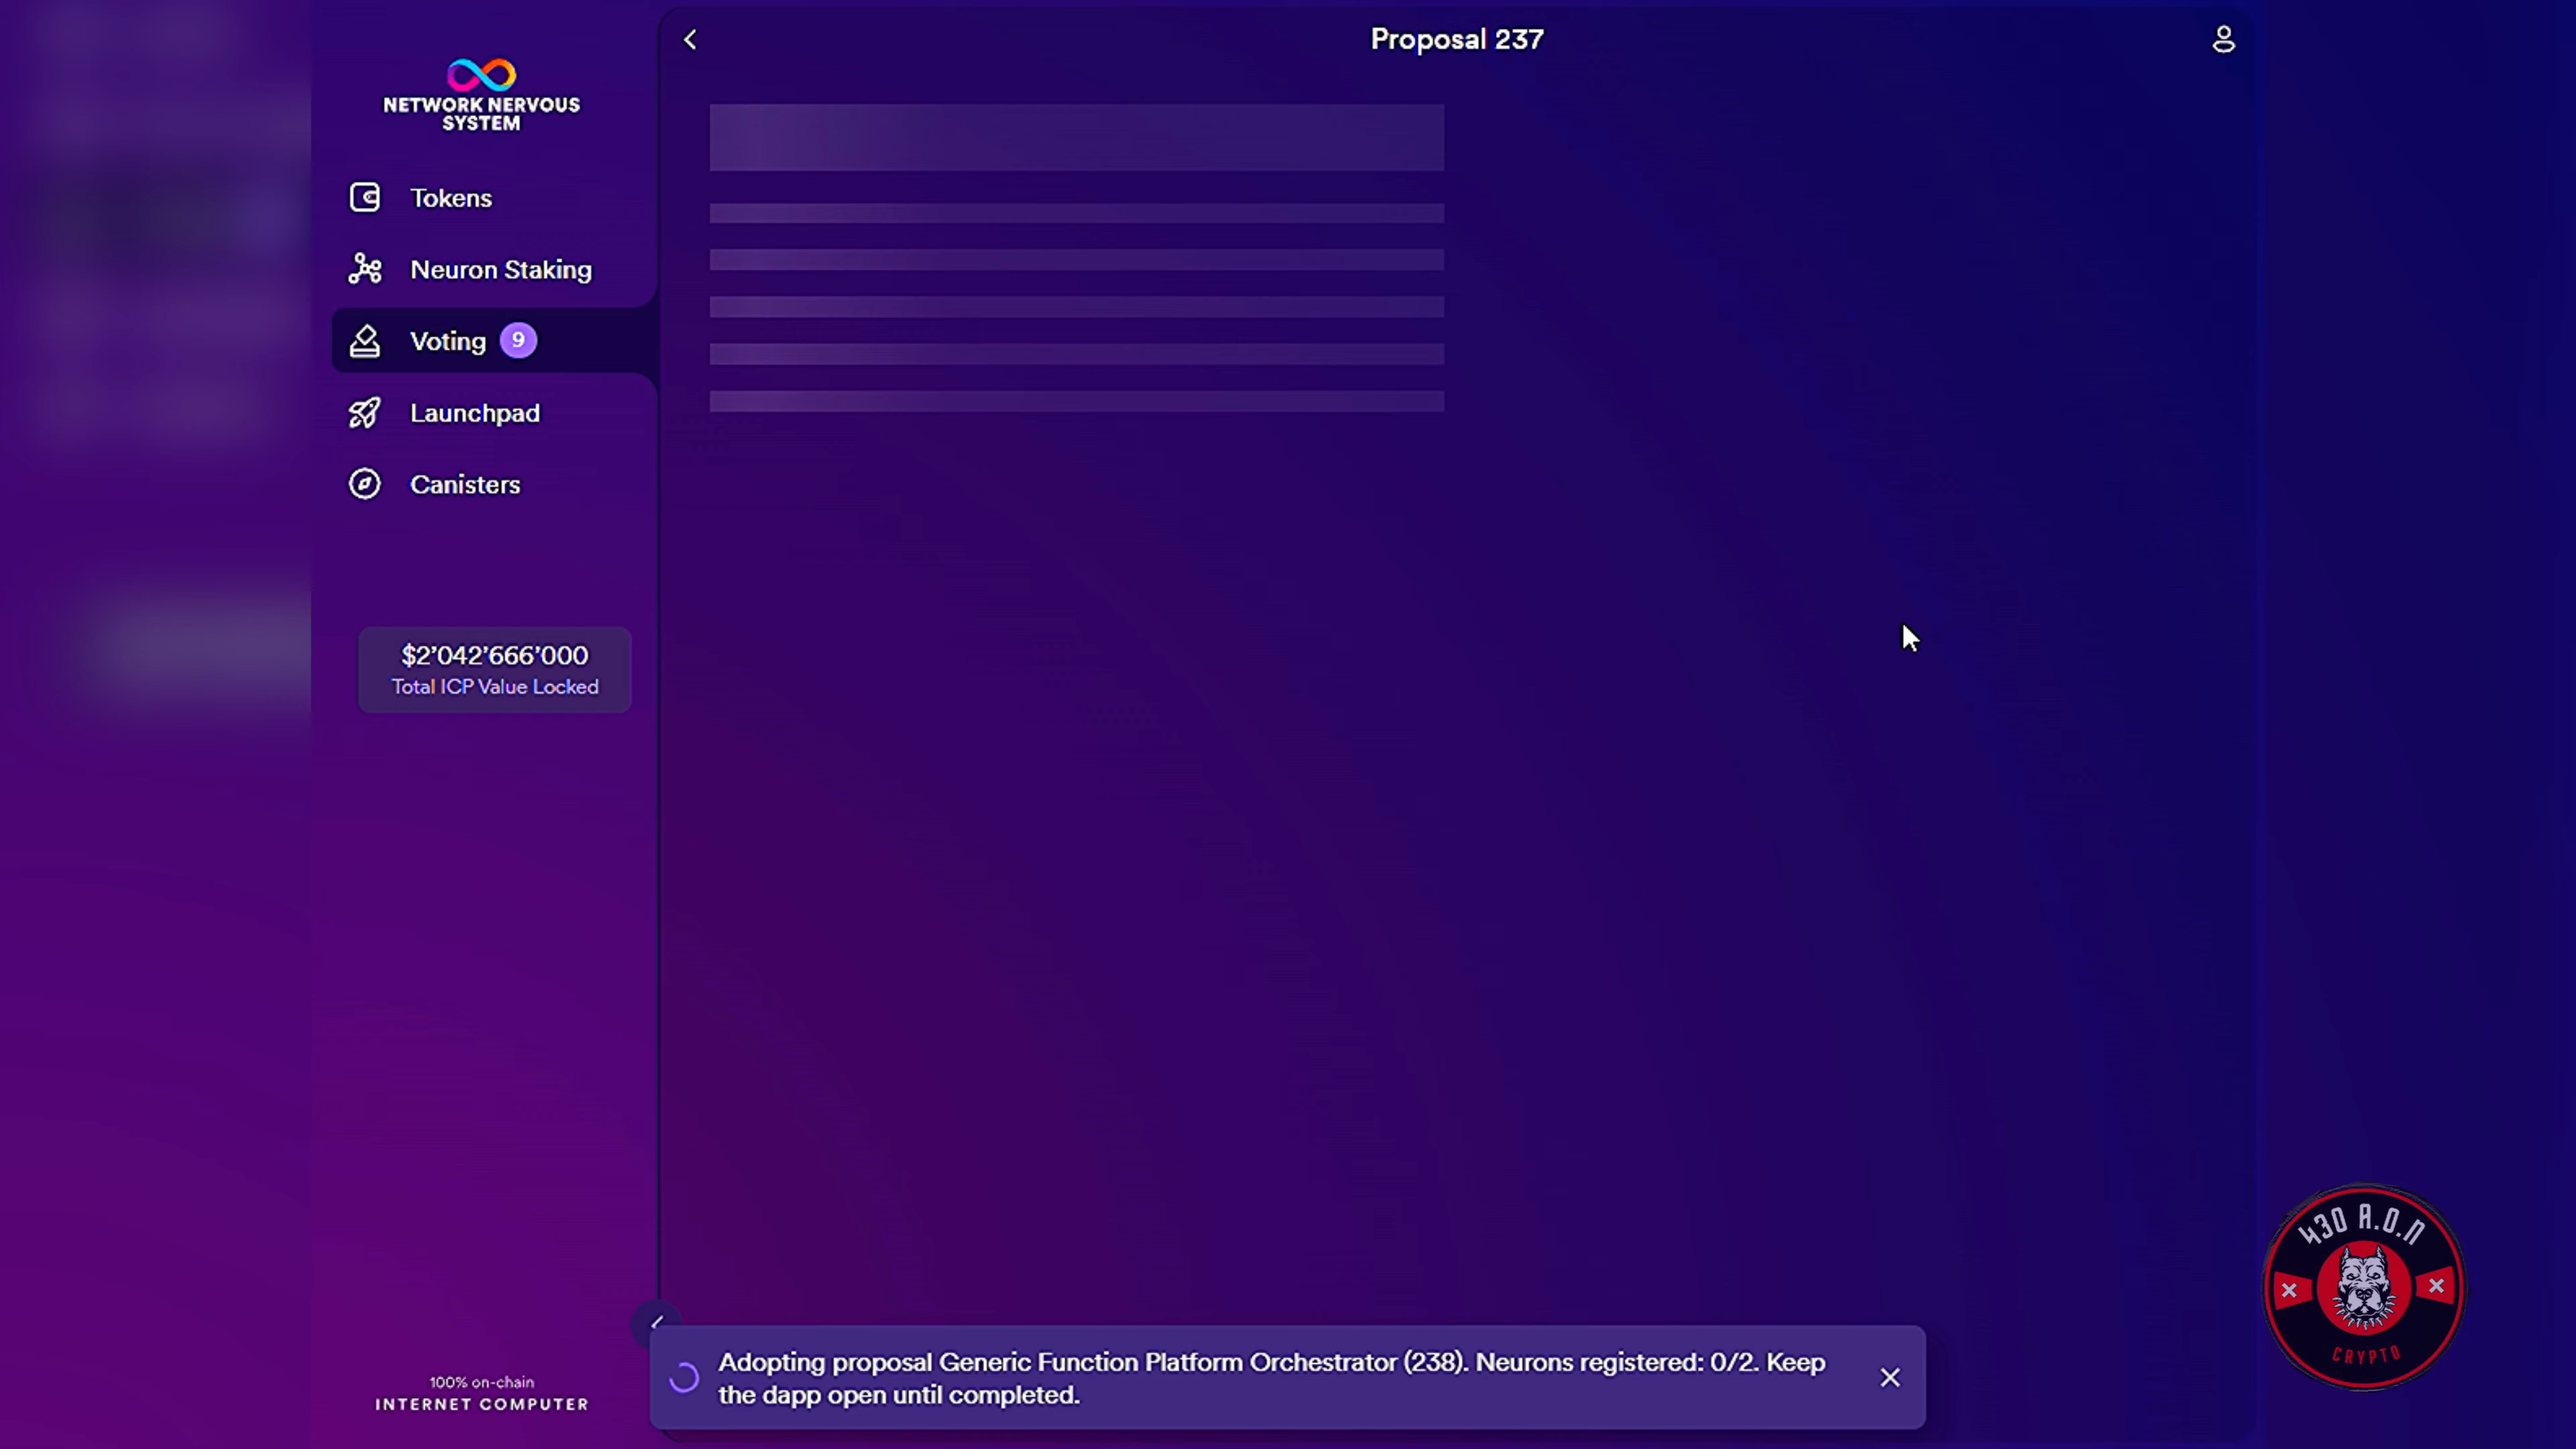 Proposal 237
NETWORK NERVOUS
SYSTEM
Tokens
Neuron Staking
Voting 9
Launchpad
Canisters
$2’042’666’000
Total ICP Value Locked
Adopting proposal Generic Function Platform Orchestrator (238). Neurons registered: 0/2. Keep
the dapp open until completed.
100% on-chain
INTERNET COMPUTER
430 A.O.N
CRYPTO